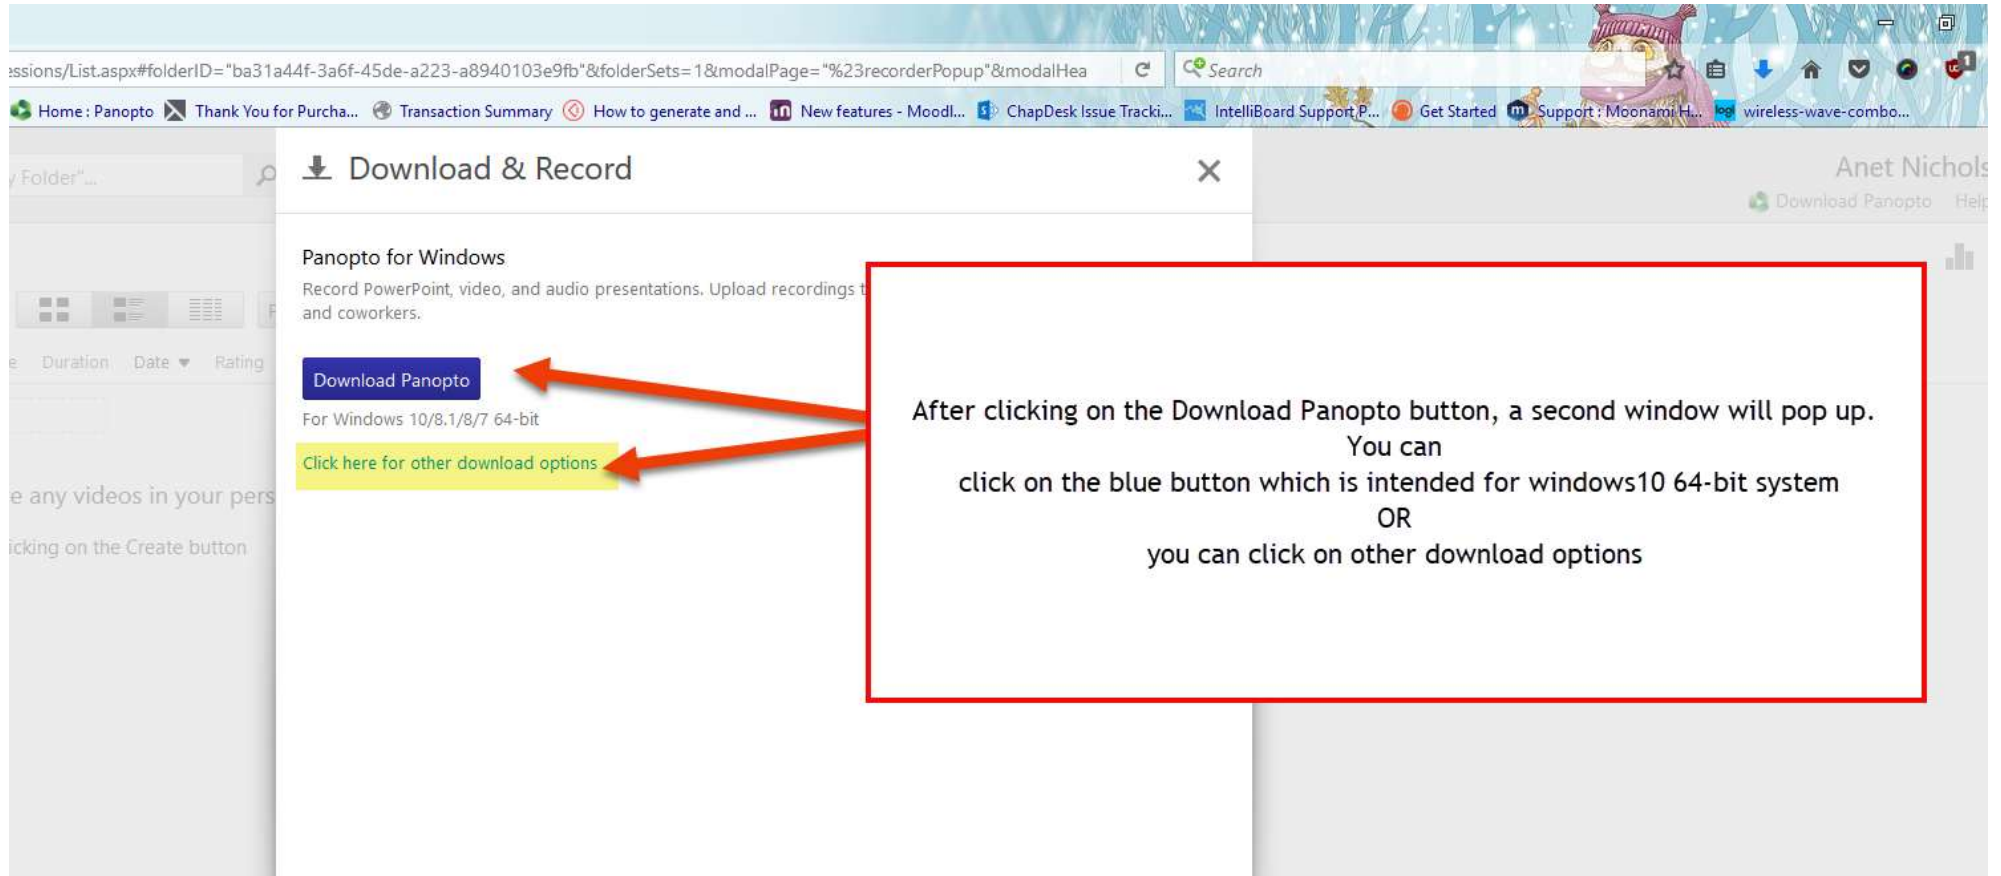 essions/List.aspx#folderID="ba31a44f-3a6f-45de-a223-a8940103e9fb"&folderSets=1&modalPage="%23recorderPopup"&modalHea
Search
Home : Panopto Thank You for Purcha... Transaction Summary How to generate and ... New features - Moodl... ChapDesk Issue Tracki... IntelliBoard Support P... Get Started Support : Moonami H... wireless-wave-combo...
y Folder"...
Download & Record
Anet Nichols
Download Panopto Help
Panopto for Windows
Record PowerPoint, video, and audio presentations. Upload recordings t
and coworkers.
e Duration Date Rating
Download Panopto
For Windows 10/8.1/8/7 64-bit
Click here for other download options
After clicking on the Download Panopto button, a second window will pop up.
You can
click on the blue button which is intended for windows10 64-bit system
OR
you can click on other download options
e any videos in your pers
icking on the Create button